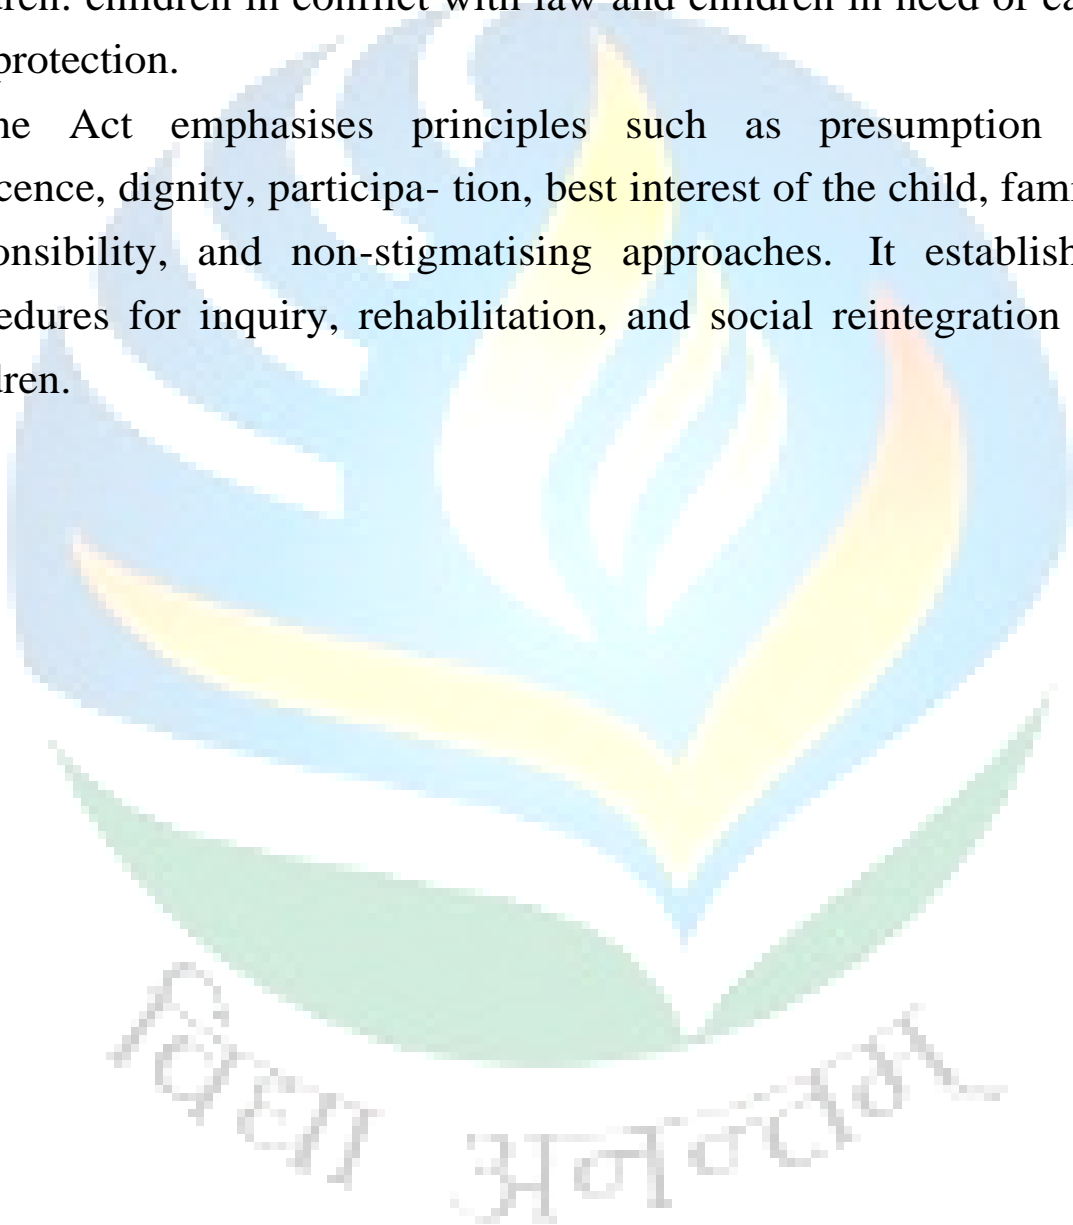 dren: children in conflict with law and children in need of ca
protection.
he Act emphasises principles such as presumption
cence, dignity, participa- tion, best interest of the child, fam
onsibility, and non-stigmatising approaches. It establish
edures for inquiry, rehabilitation, and social reintegration
dren.
विद्या अनन्तम्